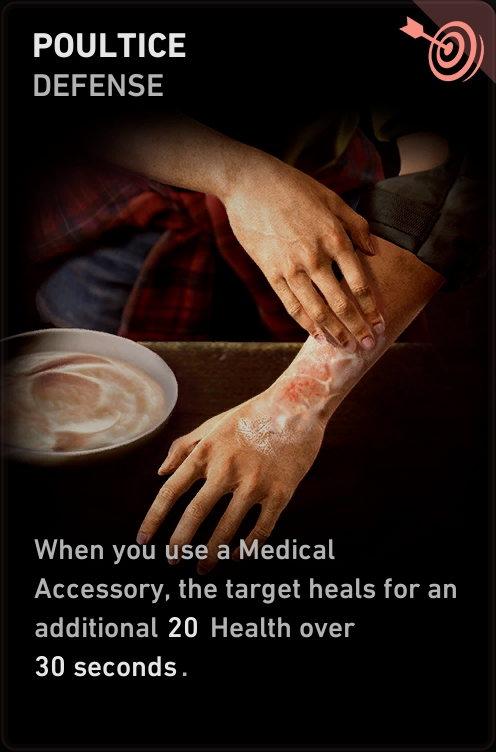 POULTICE
DEFENSE
When you use a Medical
Accessory, the target heals for an
additional 20 Health over
30 seconds.